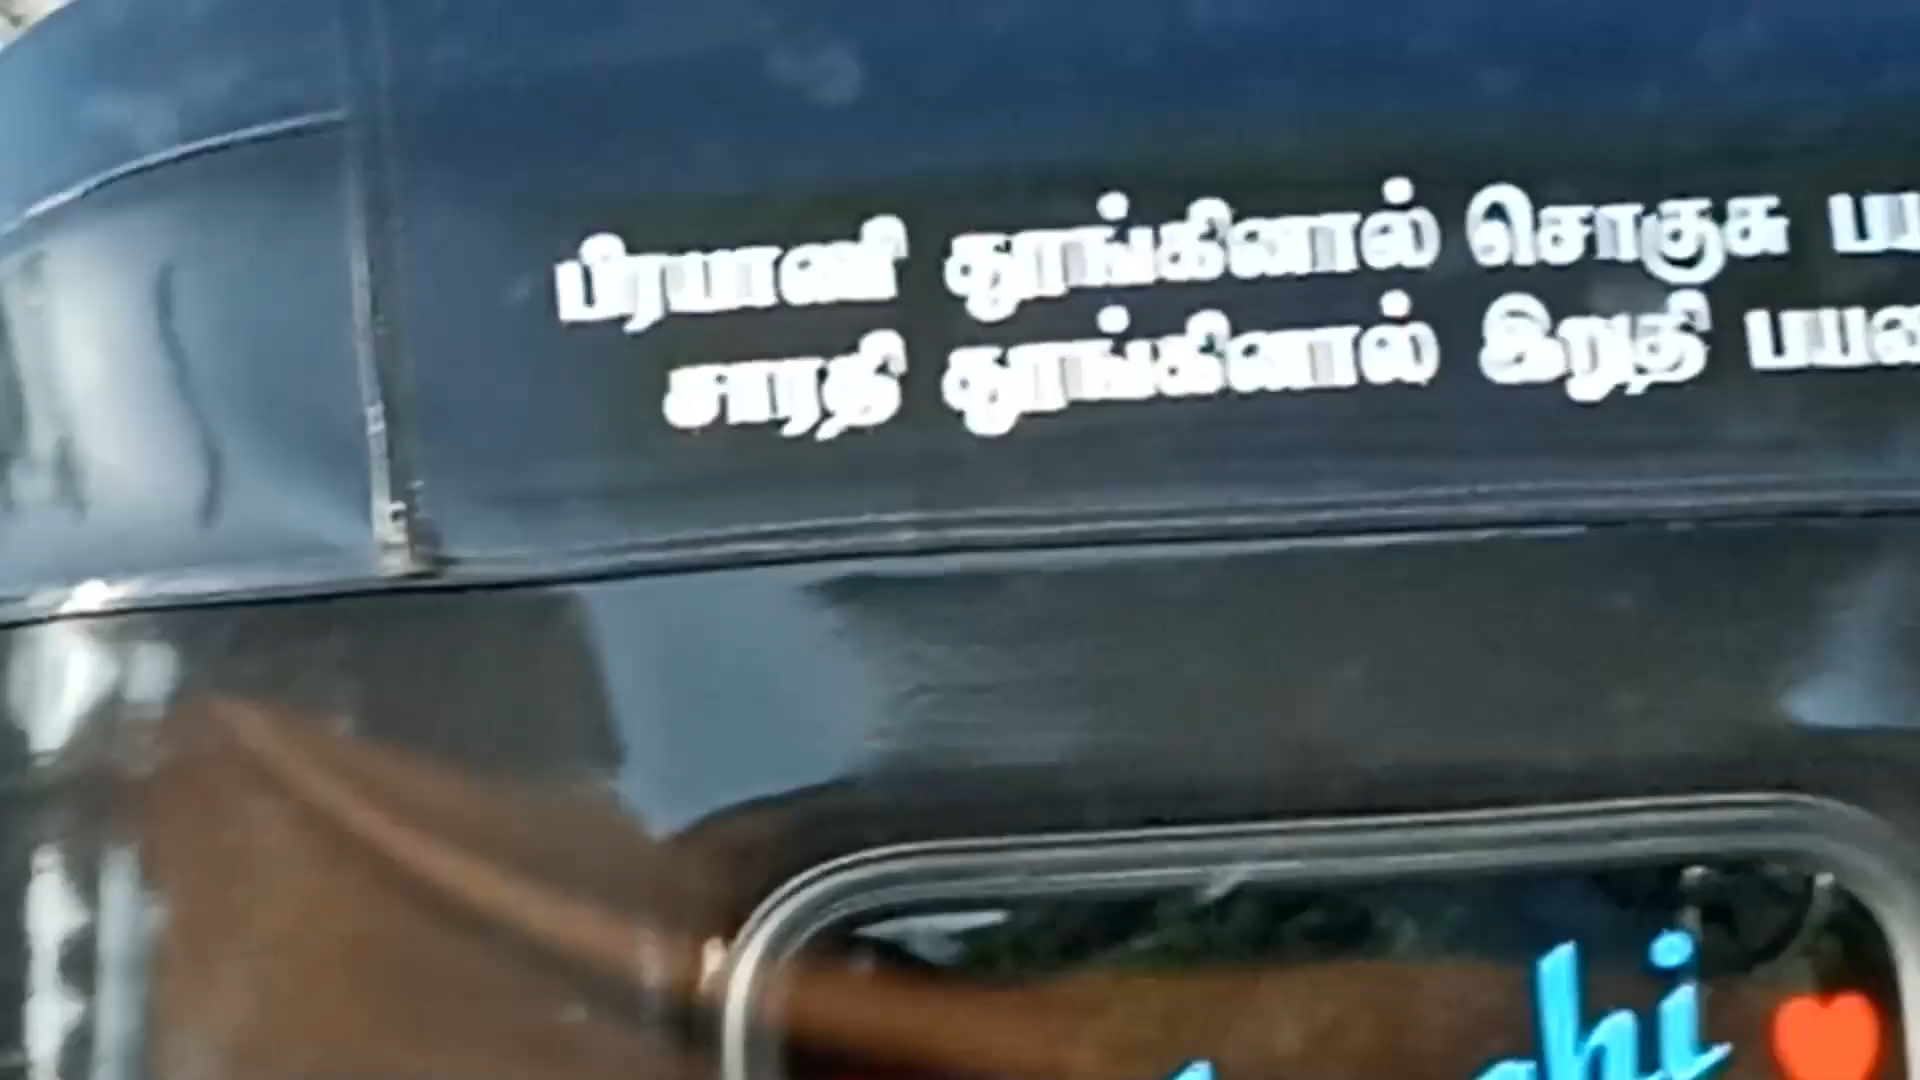 பிரயாணி தூங்கினால் சொகுசு
சாரதி தூங்கினால் இறுதி